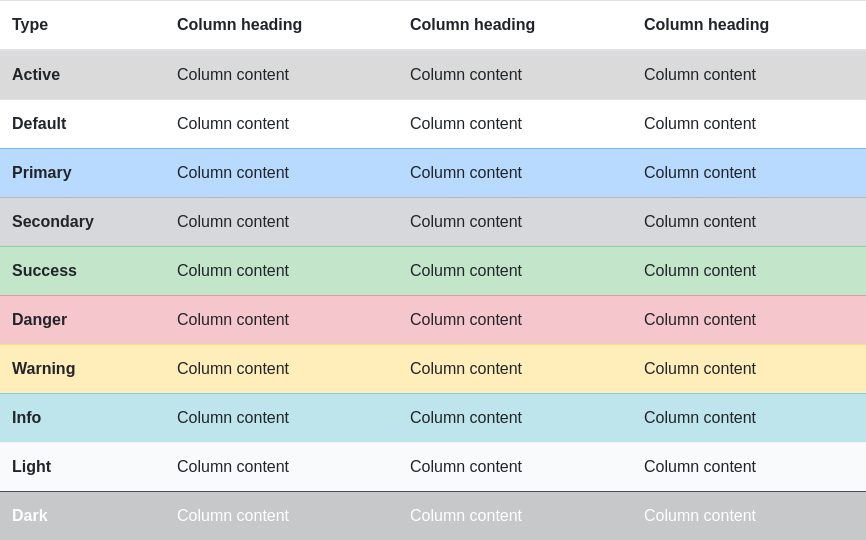 Type Column heading Column heading Column heading
Active Column content Column content Column content
Default Column content Column content Column content
Primary Column content Column content Column content
Secondary Column content Column content Column content
Success Column content Column content Column content
Danger Column content Column content Column content
Warning Column content Column content Column content
Info Column content Column content Column content
Light Column content Column content Column content
Dark Column content Column content Column content